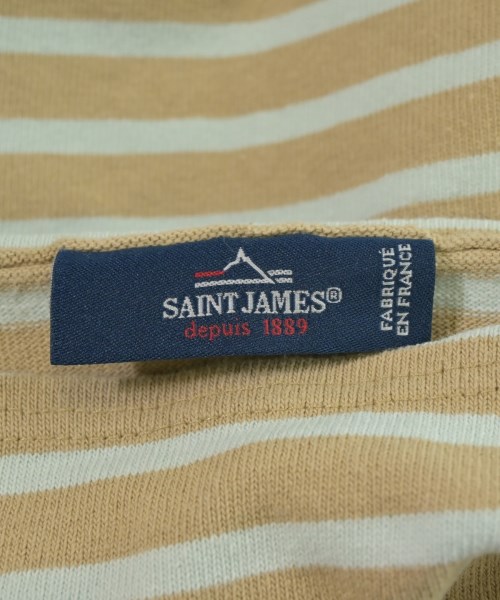 SAINT JAMES®
depuis 1889
FABRIQUÉ
EN FRANCE